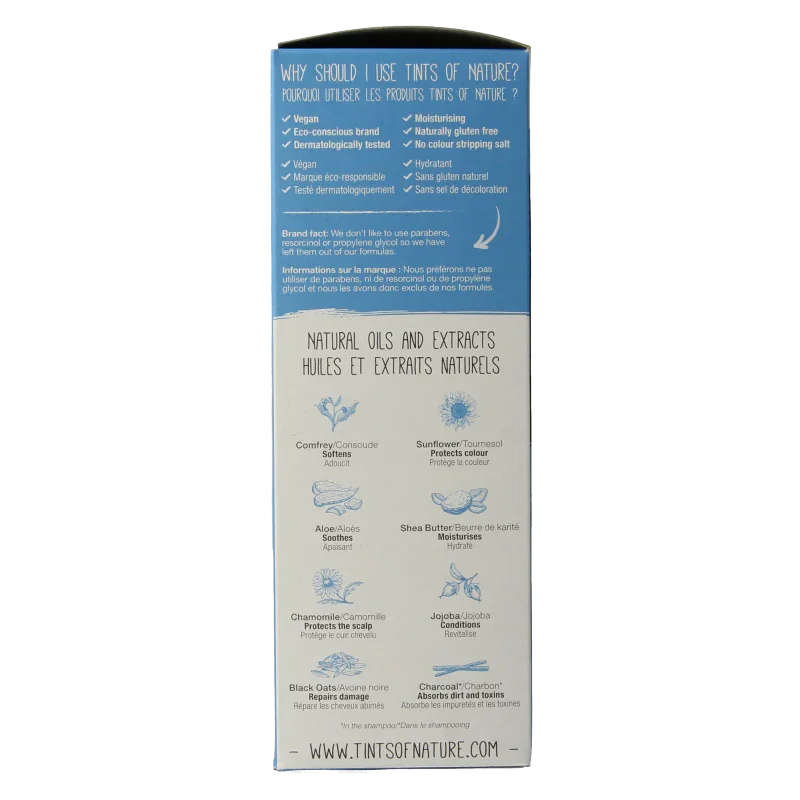 WHY SHOULD I USE TINTS OF NATURE?
POURQUOI UTILISER LES PRODUITS TINTS OF NATURE ?
Vegan
Eco-conscious brand
Dermatologically tested
Moisturising
Naturally gluten free
No colour stripping salt
Végan
Marque éco-responsible
Testé dermatologiquement
Hydratant
Sans gluten naturel
Sans sel de décoloration
Brand fact: We don't like to use parabens,
resorcinol or propylene glycol so we have
left them out of our formulas.
Informations sur la marque : Nous préférons ne pas
utiliser de parabens, ni de resorcinol ou de propylène
glycol et nous les avons donc exclus de nos formules.
NATURAL OILS AND EXTRACTS
HUILES ET EXTRAITS NATURELS
Comfrey/Consoude
Softens
Adoucit
Sunflower/Tournesol
Protects colour
Protège la couleur
Aloe/Aloès
Soothes
Apaisant
Shea Butter/Beurre de karité
Moisturises
Hydrate
Chamomile/Camomille
Protects the scalp
Protège le cuir chevelu
Jojoba/Jojoba
Conditions
Revitalise
Black Oats/Avoine noire
Repairs damage
Répare les cheveux abimés
Charcoal*/Charbon*
Absorbs dirt and toxins
Absorbe les impuretés et les toxines
*In the shampoo/*Dans le shampooing
- WWW.TINTSOFNATURE.COM -